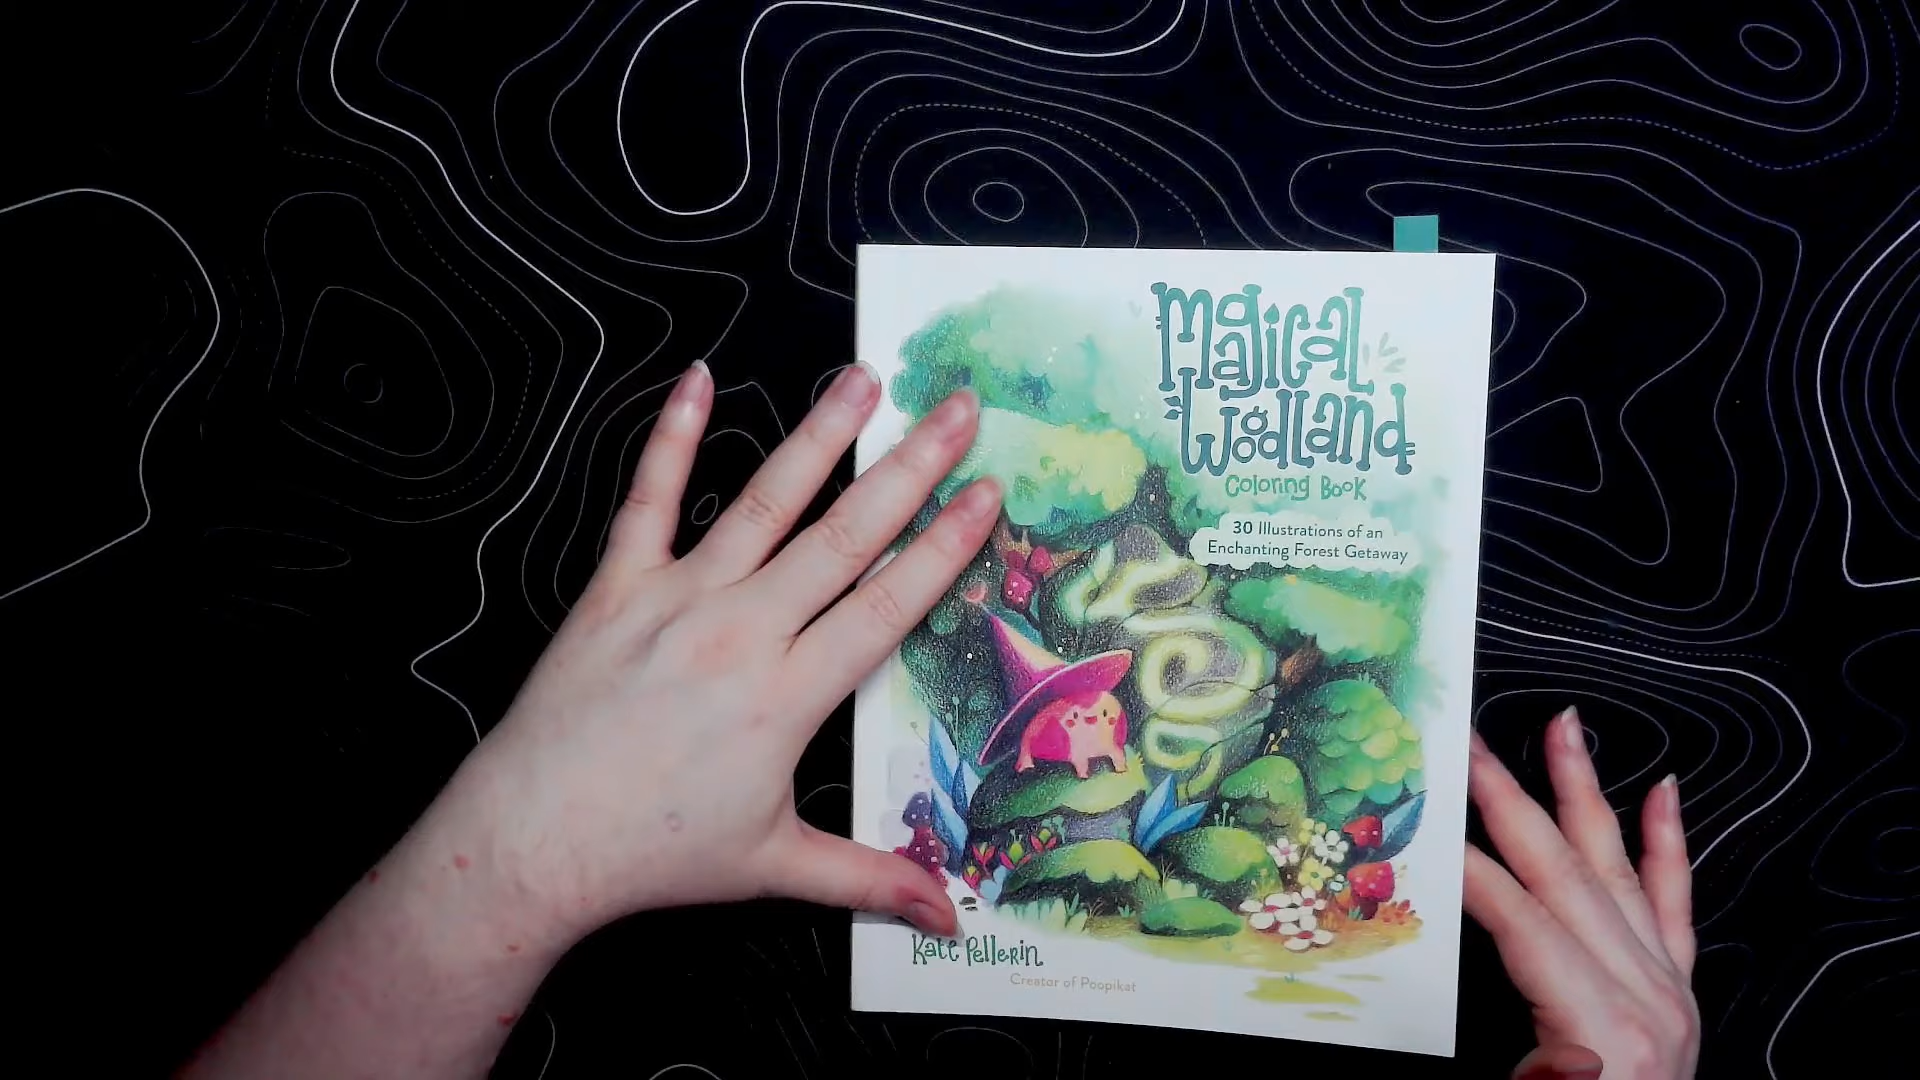 Magical
Woodland
Coloring Book
30 Illustrations of an
Enchanting Forest Getaway
Kate Pellerin
Creator of Poopikat